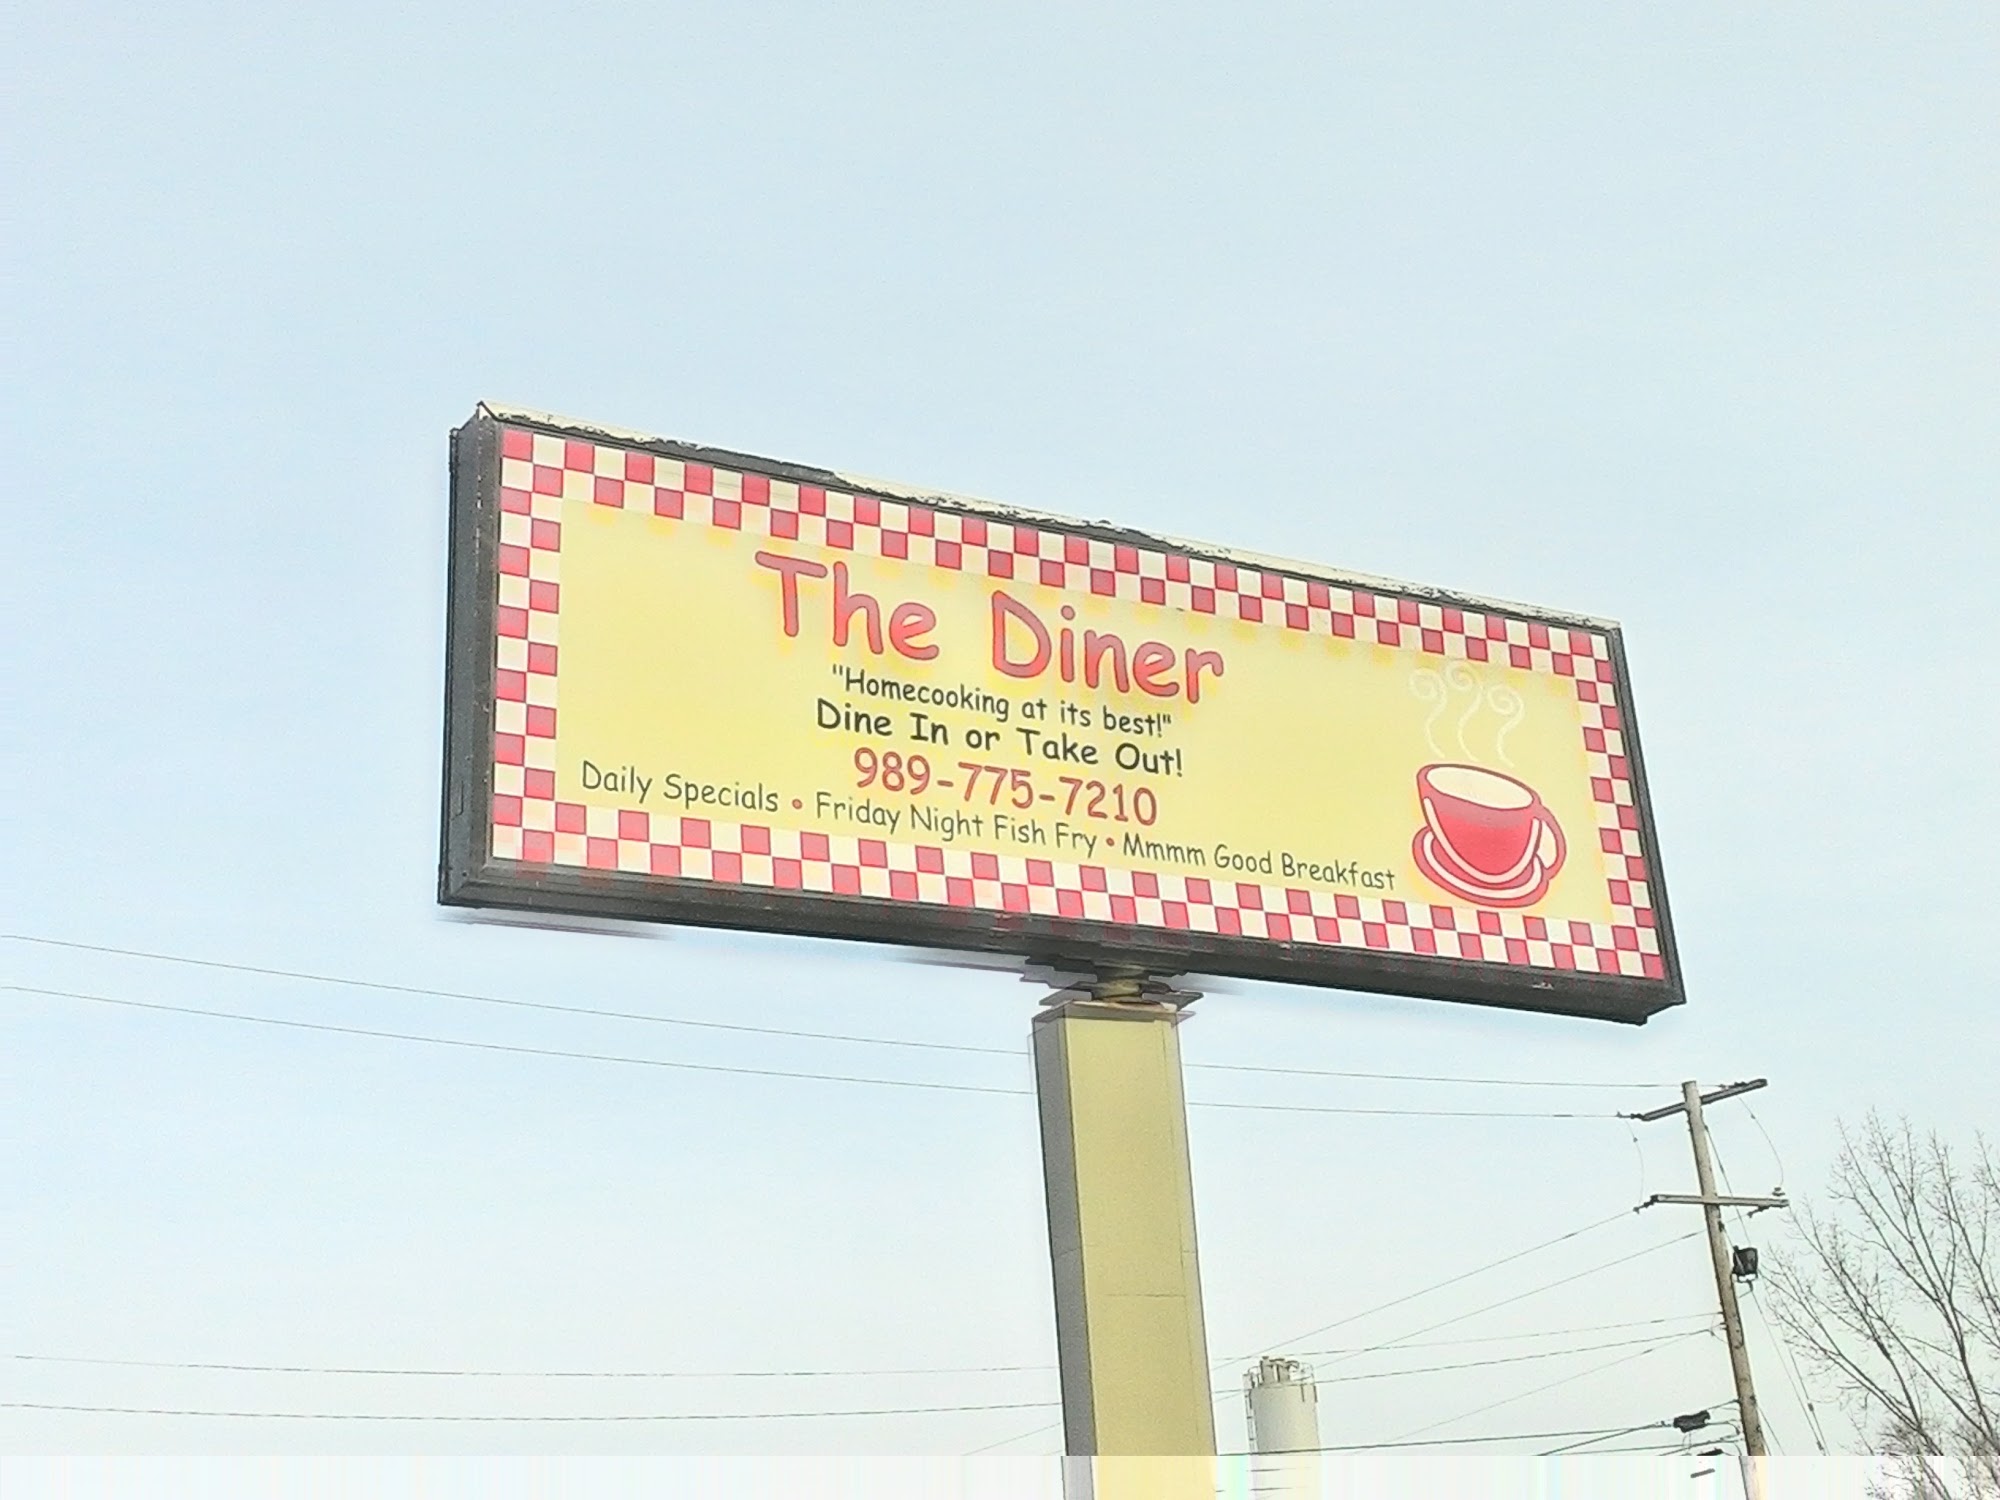 The Diner
"Homecooking at its best!"
Dine In or Take Out!
989-775-7210
Daily Specials • Friday Night Fish Fry • Mmmm Good Breakfast